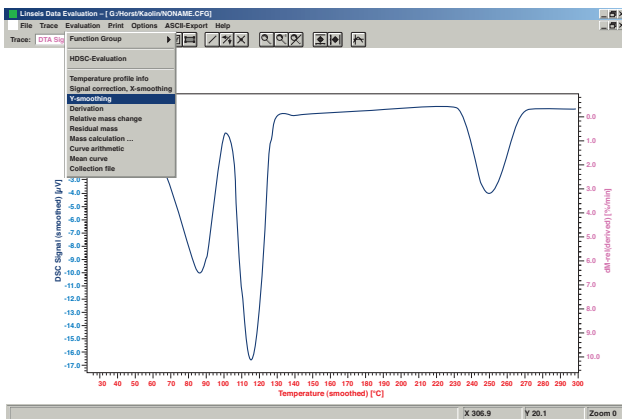 Linseis Data Evaluation – [ G:/Horst/Kaolin/NONAME.CFG]
File Trace Evaluation Print Options ASCII-Export Help
Trace: DTA Sig
Function Group
HDSC-Evaluation
Temperature profile info
Signal correction, X-smoothing
Y-smoothing
Derivation
Relative mass change
Residual mass
Mass calculation ...
Curve arithmetic
Mean curve
Collection file
DSC Signal (smoothed) [µV]
-3.0
-4.0
-5.0
-6.0
-7.0
-8.0
-9.0
-10.0
-11.0
-12.0
-13.0
-14.0
-15.0
-16.0
-17.0
0.0
1.0
2.0
3.0
4.0
5.0
6.0
7.0
8.0
9.0
10.0
dM-rel(derived) [%/min]
30 40 50 60 70 80 90 100 110 120 130 140 150 160 170 180 190 200 210 220 230 240 250 260 270 280 290 300
Temperature (smoothed) [°C]
X 306.9 Y 20.1 Zoom 0